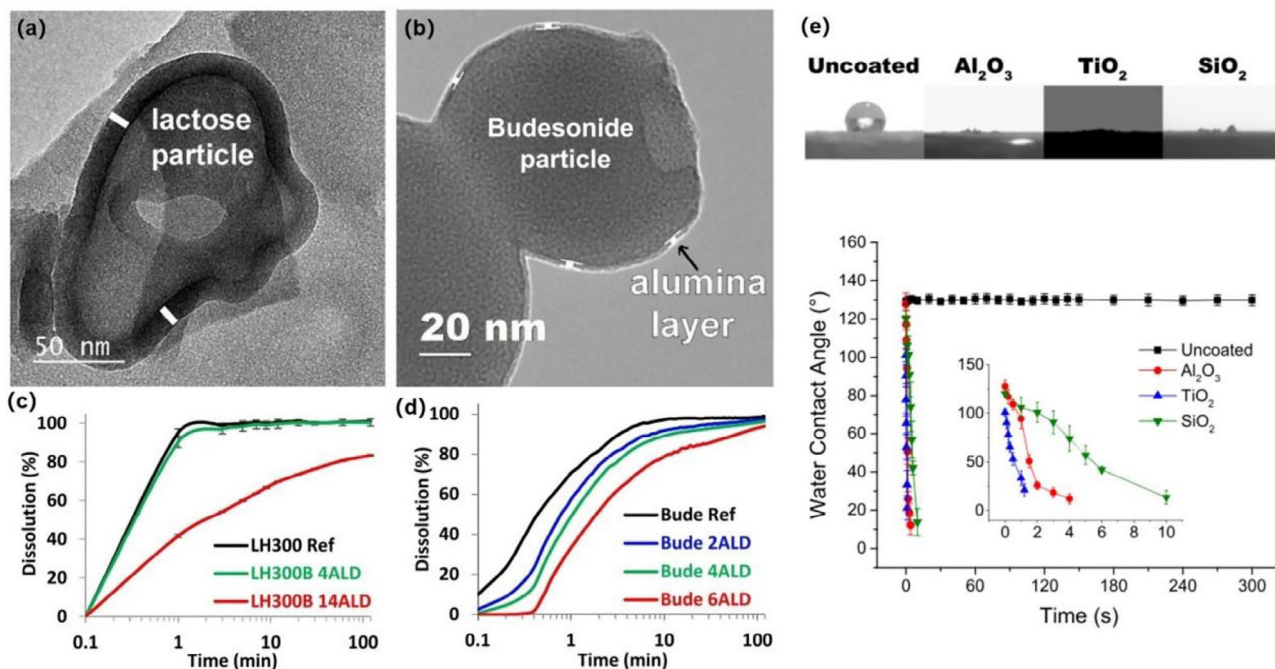 (a)
lactose
particle
50 nm
(b)
Budesonide
particle
alumina
layer
20 nm
(c)
Dissolution (%)
100
80
60
40
20
0
LH300 Ref
LH300B 4ALD
LH300B 14ALD
0.1 1 10 100
Time (min)
(d)
Dissolution (%)
100
80
60
40
20
0
Bude Ref
Bude 2ALD
Bude 4ALD
Bude 6ALD
0.1 1 10 100
Time (min)
(e)
Uncoated Al₂O₃ TiO₂ SiO₂
Water Contact Angle (°)
160
140
120
100
80
60
40
20
0
Uncoated
Al₂O₃
TiO₂
SiO₂
150
100
50
0
0 2 4 6 8 10
0 60 120 180 240 300
Time (s)